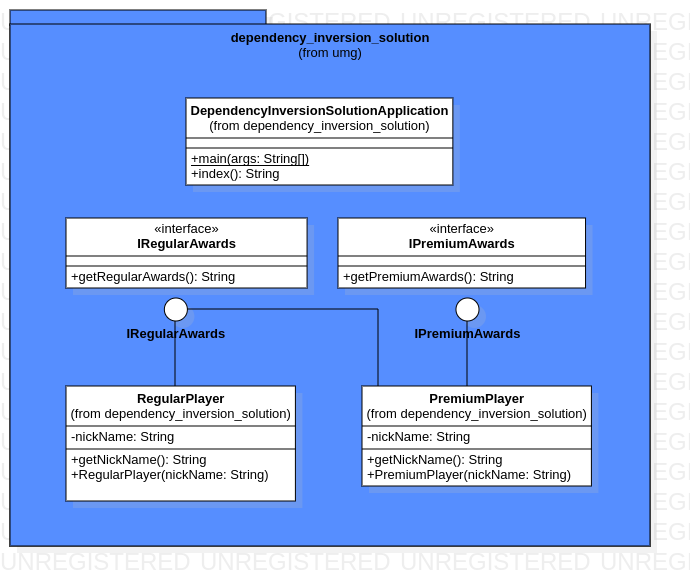 dependency_inversion_solution
(from umg)
DependencyInversionSolutionApplication
(from dependency_inversion_solution)
+main(args: String[])
+index(): String
«interface»
IRegularAwards
+getRegularAwards(): String
«interface»
IPremiumAwards
+getPremiumAwards(): String
IRegularAwards
IPremiumAwards
RegularPlayer
(from dependency_inversion_solution)
-nickName: String
+getNickName(): String
+RegularPlayer(nickName: String)
PremiumPlayer
(from dependency_inversion_solution)
-nickName: String
+getNickName(): String
+PremiumPlayer(nickName: String)
UNREGISTERED UNREGISTERED UNREGISTERED UNREGI